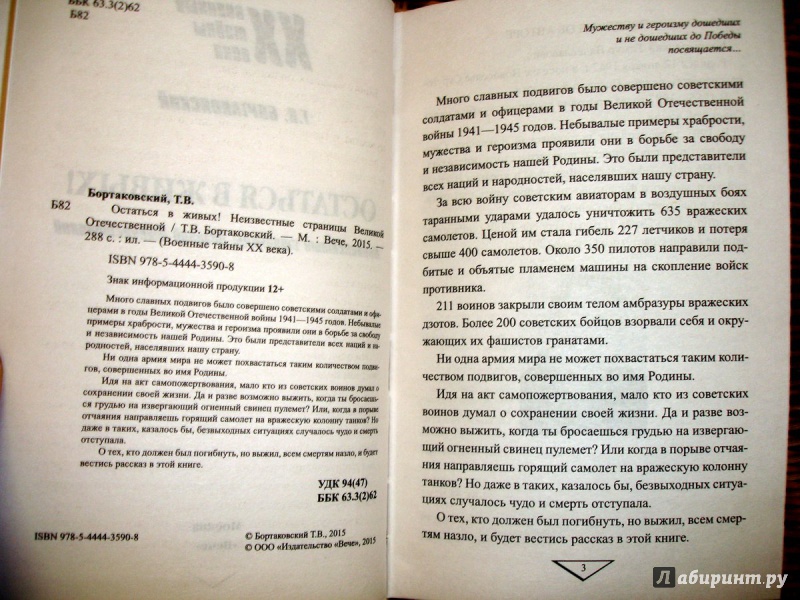 ББК 63.3(2)62
Б82
Бортаковский, Т.В.
Б82
Остаться в живых! Неизвестные страницы Великой
Отечественной / Т.В. Бортаковский. — М. : Вече, 2015. —
288 с. : ил. — (Военные тайны XX века).
ISBN 978-5-4444-3590-8
Знак информационной продукции 12+
Много славных подвигов было совершено советскими солдатами и офи-
церами в годы Великой Отечественной войны 1941—1945 годов. Небывалые
примеры храбрости, мужества и героизма проявили они в борьбе за свободу
и независимость нашей Родины. Это были представители всех наций и на-
родностей, населявших нашу страну.
Ни одна армия мира не может похвастаться таким количеством подви-
гов, совершенных во имя Родины.
Идя на акт самопожертвования, мало кто из советских воинов думал о
сохранении своей жизни. Да и разве возможно выжить, когда ты бросаешь-
ся грудью на извергающий огненный свинец пулемет? Или, когда в порыве
отчаяния направляешь горящий самолет на вражескую колонну танков? Но
даже в таких, казалось бы, безвыходных ситуациях случалось чудо и смерть
отступала.
О тех, кто должен был погибнуть, но выжил, всем смертям назло, и будет
вестись рассказ в этой книге.
УДК 94(47)
ББК 63.3(2)62
ISBN 978-5-4444-3590-8
© Бортаковский Т.В., 2015
© ООО «Издательство «Вече», 2015
Мужеству и героизму дошедших
и не дошедших до Победы
посвящается...
Много славных подвигов было совершено советскими
солдатами и офицерами в годы Великой Отечественной
войны 1941—1945 годов. Небывалые примеры храбрости,
мужества и героизма проявили они в борьбе за свободу
и независимость нашей Родины. Это были представители
всех наций и народностей, населявших нашу страну.
За всю войну советским авиаторам в воздушных боях
таранными ударами удалось уничтожить 635 вражеских
самолетов. Ценой им стала гибель 227 летчиков и потеря
свыше 400 самолетов. Около 350 пилотов направили под-
битые и объятые пламенем машины на скопление войск
противника.
211 воинов закрыли своим телом амбразуры вражеских
дзотов. Более 200 советских бойцов взорвали себя и окру-
жающих их фашистов гранатами.
Ни одна армия мира не может похвастаться таким коли-
чеством подвигов, совершенных во имя Родины.
Идя на акт самопожертвования, мало кто из советских
воинов думал о сохранении своей жизни. Да и разве воз-
можно выжить, когда ты бросаешься грудью на изверга-
ющий огненный свинец пулемет? Или когда в порыве отчая-
ния направляешь горящий самолет на вражескую колонну
танков? Но даже в таких, казалось бы, безвыходных ситуа-
циях случалось чудо и смерть отступала.
О тех, кто должен был погибнуть, но выжил, всем смер-
тям назло, и будет вестись рассказ в этой книге.
3
Лабиринт.ру